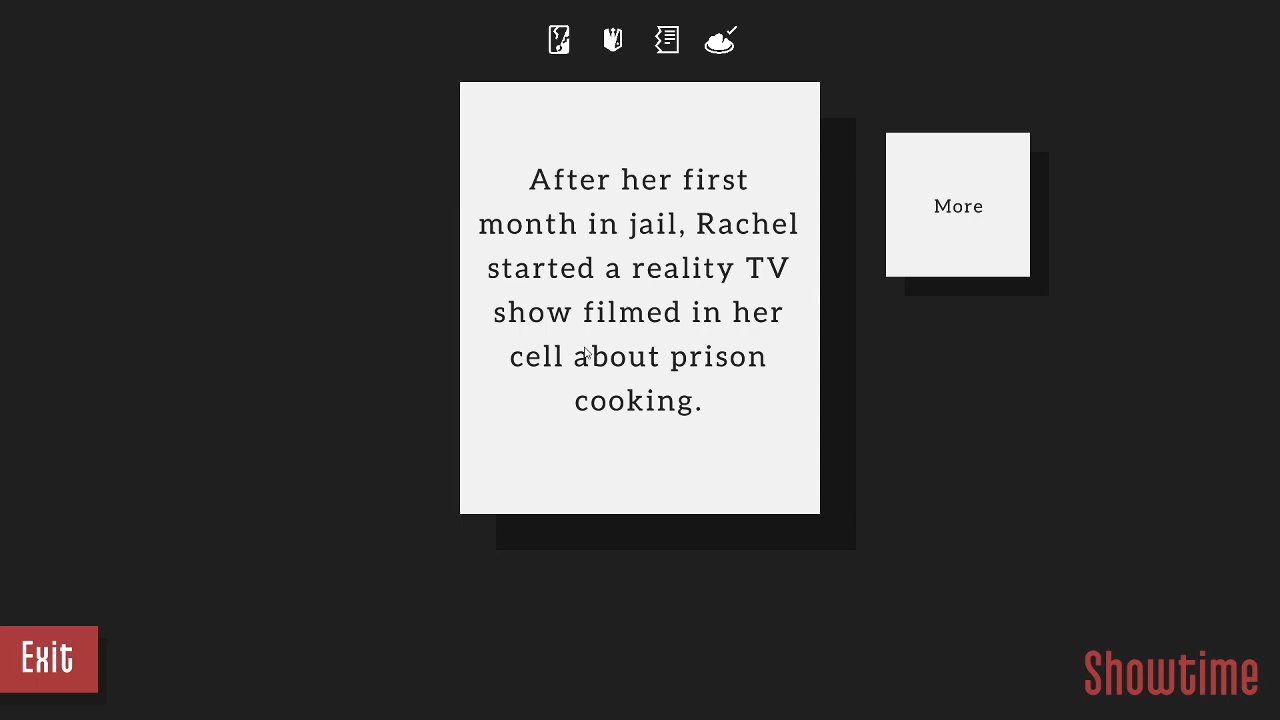 After her first
month in jail, Rachel
started a reality TV
show filmed in her
cell about prison
cooking.
More
Exit
Showtime